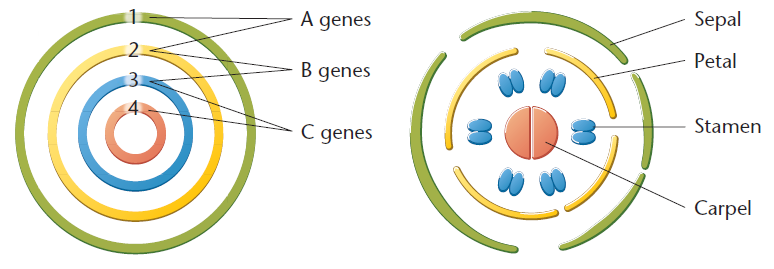 1
2
3
4
A genes
B genes
C genes
Sepal
Petal
Stamen
Carpel